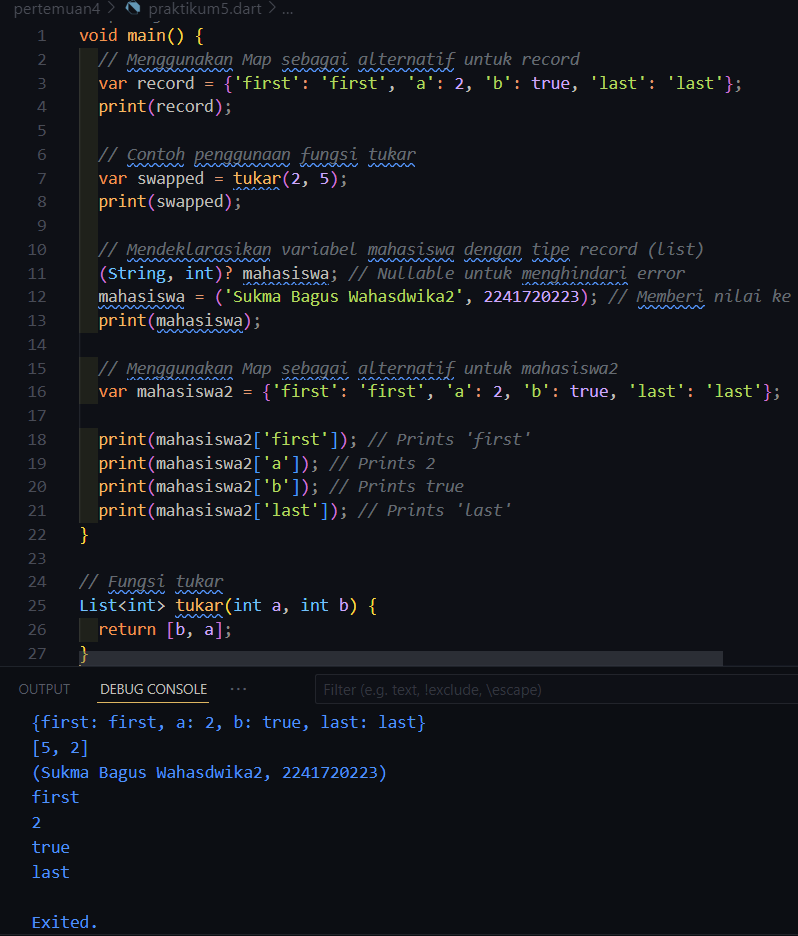 pertemuan4 > praktikum5.dart > ...
1 void main() {
2 // Menggunakan Map sebagai alternatif untuk record
3 var record = {'first': 'first', 'a': 2, 'b': true, 'last': 'last'};
4 print(record);
5
6 // Contoh penggunaan fungsi tukar
7 var swapped = tukar(2, 5);
8 print(swapped);
9
10 // Mendeklarasikan variabel mahasiswa dengan tipe record (list)
11 (String, int)? mahasiswa; // Nullable untuk menghindari error
12 mahasiswa = ('Sukma Bagus Wahasdwika2', 2241720223); // Memberi nilai ke
13 print(mahasiswa);
14
15 // Menggunakan Map sebagai alternatif untuk mahasiswa2
16 var mahasiswa2 = {'first': 'first', 'a': 2, 'b': true, 'last': 'last'};
17
18 print(mahasiswa2['first']); // Prints 'first'
19 print(mahasiswa2['a']); // Prints 2
20 print(mahasiswa2['b']); // Prints true
21 print(mahasiswa2['last']); // Prints 'last'
22 }
23
24 // Fungsi tukar
25 List<int> tukar(int a, int b) {
26 return [b, a];
27 }
OUTPUT DEBUG CONSOLE ... Filter (e.g. text, !exclude, \escape)
{first: first, a: 2, b: true, last: last}
[5, 2]
(Sukma Bagus Wahasdwika2, 2241720223)
first
2
true
last
Exited.